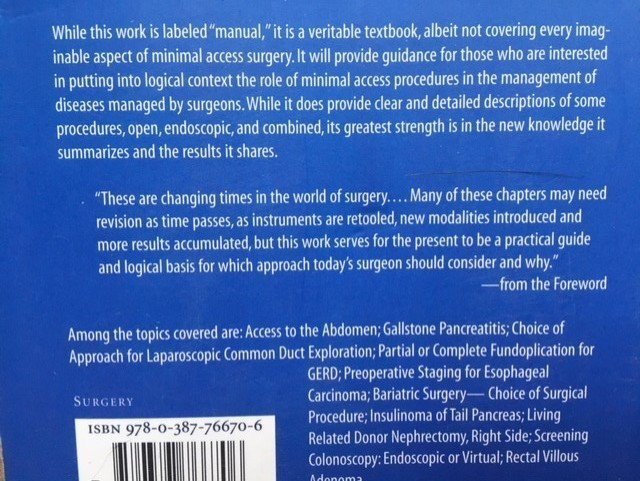 While this work is labeled "manual," it is a veritable textbook, albeit not covering every imag-
inable aspect of minimal access surgery. It will provide guidance for those who are interested
in putting into logical context the role of minimal access procedures in the management of
diseases managed by surgeons. While it does provide clear and detailed descriptions of some
procedures, open, endoscopic, and combined, its greatest strength is in the new knowledge it
summarizes and the results it shares.
"These are changing times in the world of surgery.... Many of these chapters may need
revision as time passes, as instruments are retooled, new modalities introduced and
more results accumulated, but this work serves for the present to be a practical guide
and logical basis for which approach today's surgeon should consider and why."
—from the Foreword
Among the topics covered are: Access to the Abdomen; Gallstone Pancreatitis; Choice of
Approach for Laparoscopic Common Duct Exploration; Partial or Complete Fundoplication for
GERD; Preoperative Staging for Esophageal
Carcinoma; Bariatric Surgery— Choice of Surgical
Procedure; Insulinoma of Tail Pancreas; Living
Related Donor Nephrectomy, Right Side; Screening
Colonoscopy: Endoscopic or Virtual; Rectal Villous
Adenoma
SURGERY
ISBN 978-0-387-76670-6